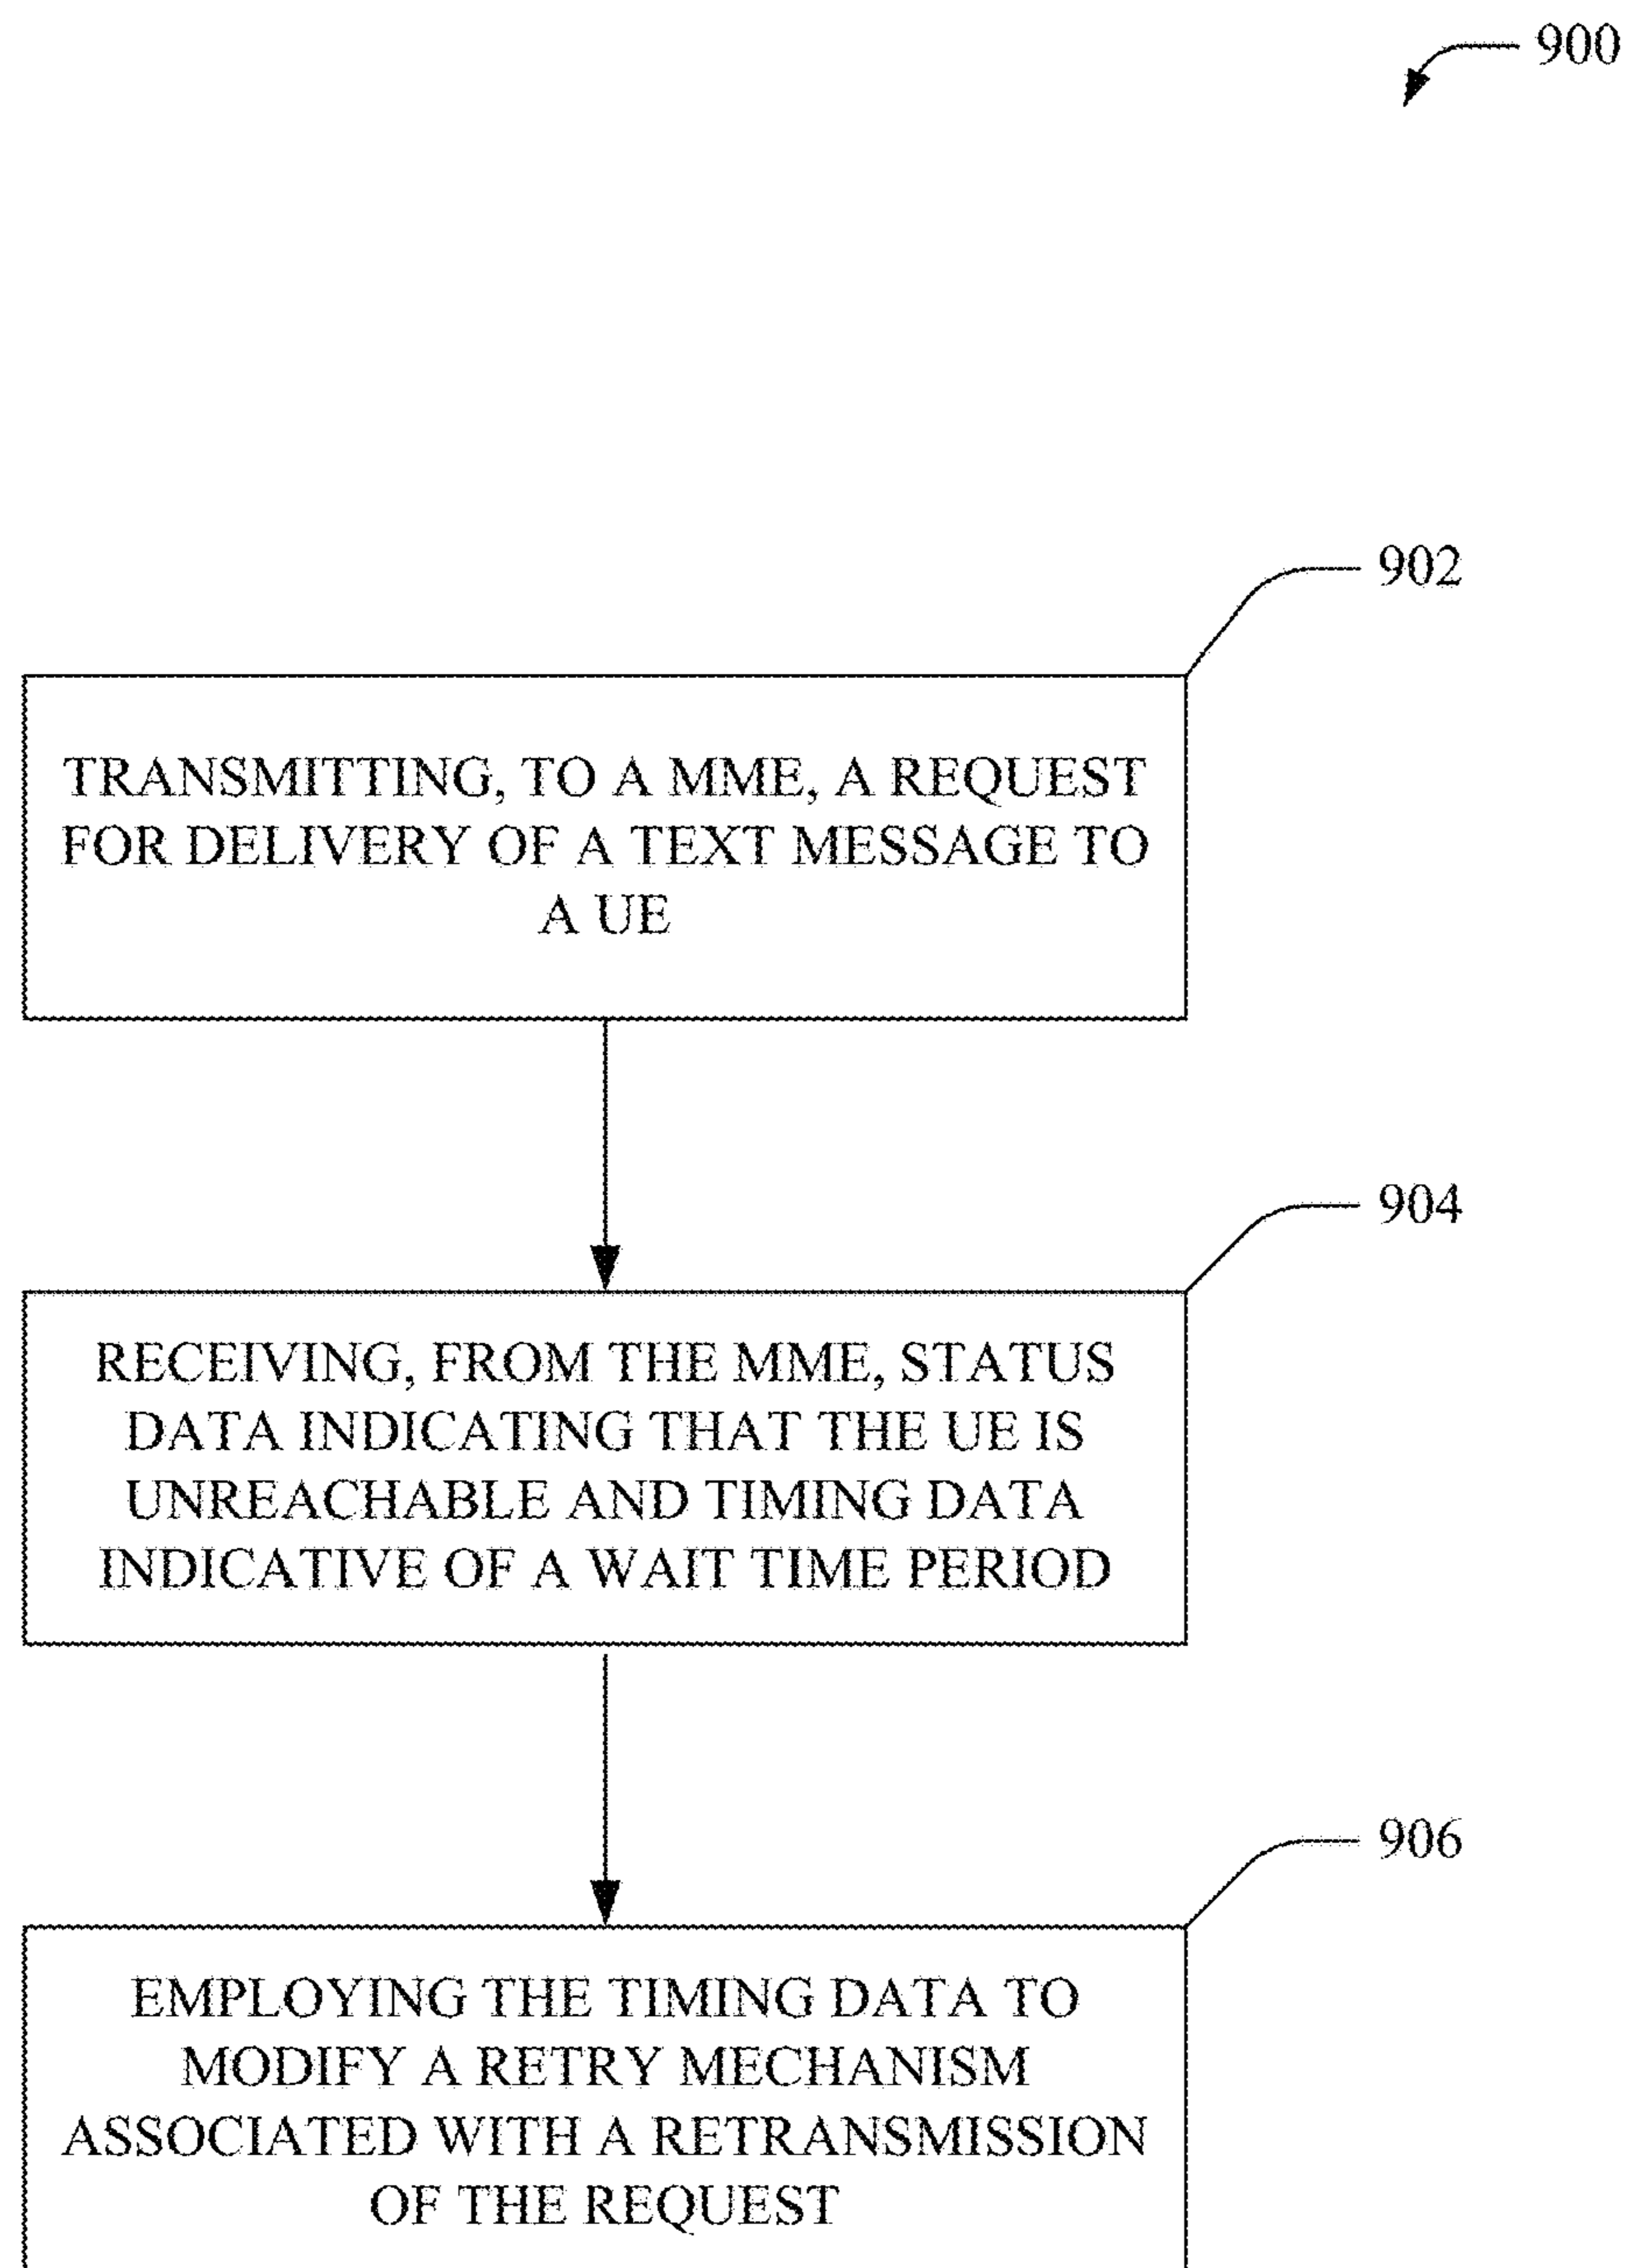 900
902
TRANSMITTING, TO A MME, A REQUEST
FOR DELIVERY OF A TEXT MESSAGE TO
A UE
904
RECEIVING, FROM THE MME, STATUS
DATA INDICATING THAT THE UE IS
UNREACHABLE AND TIMING DATA
INDICATIVE OF A WAIT TIME PERIOD
906
EMPLOYING THE TIMING DATA TO
MODIFY A RETRY MECHANISM
ASSOCIATED WITH A RETRANSMISSION
OF THE REQUEST